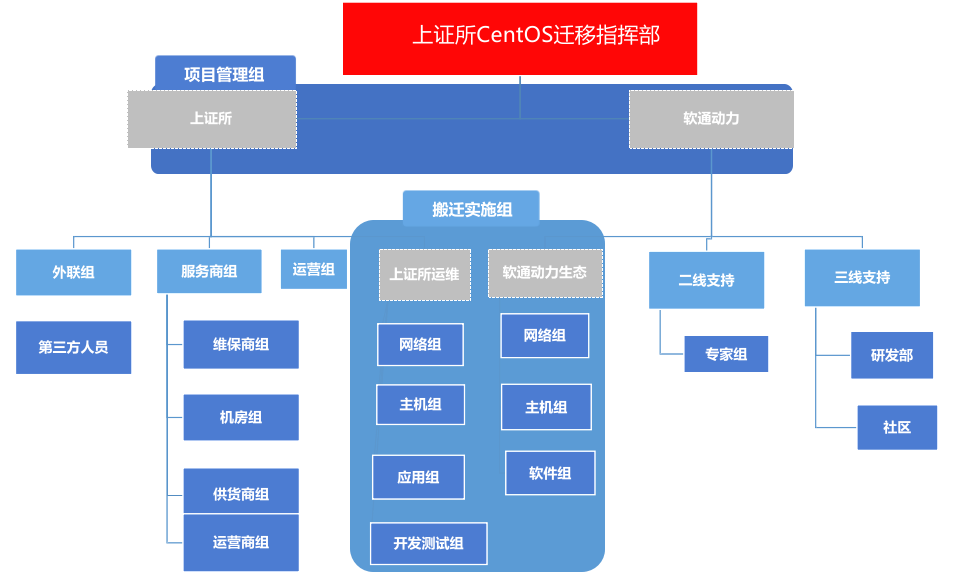 上证所CentOS迁移指挥部
项目管理组
上证所
软通动力
搬迁实施组
外联组
服务商组
运营组
上证所运维
软通动力生态
二线支持
三线支持
第三方人员
维保商组
机房组
供货商组
运营商组
网络组
主机组
应用组
开发测试组
网络组
主机组
软件组
专家组
研发部
社区